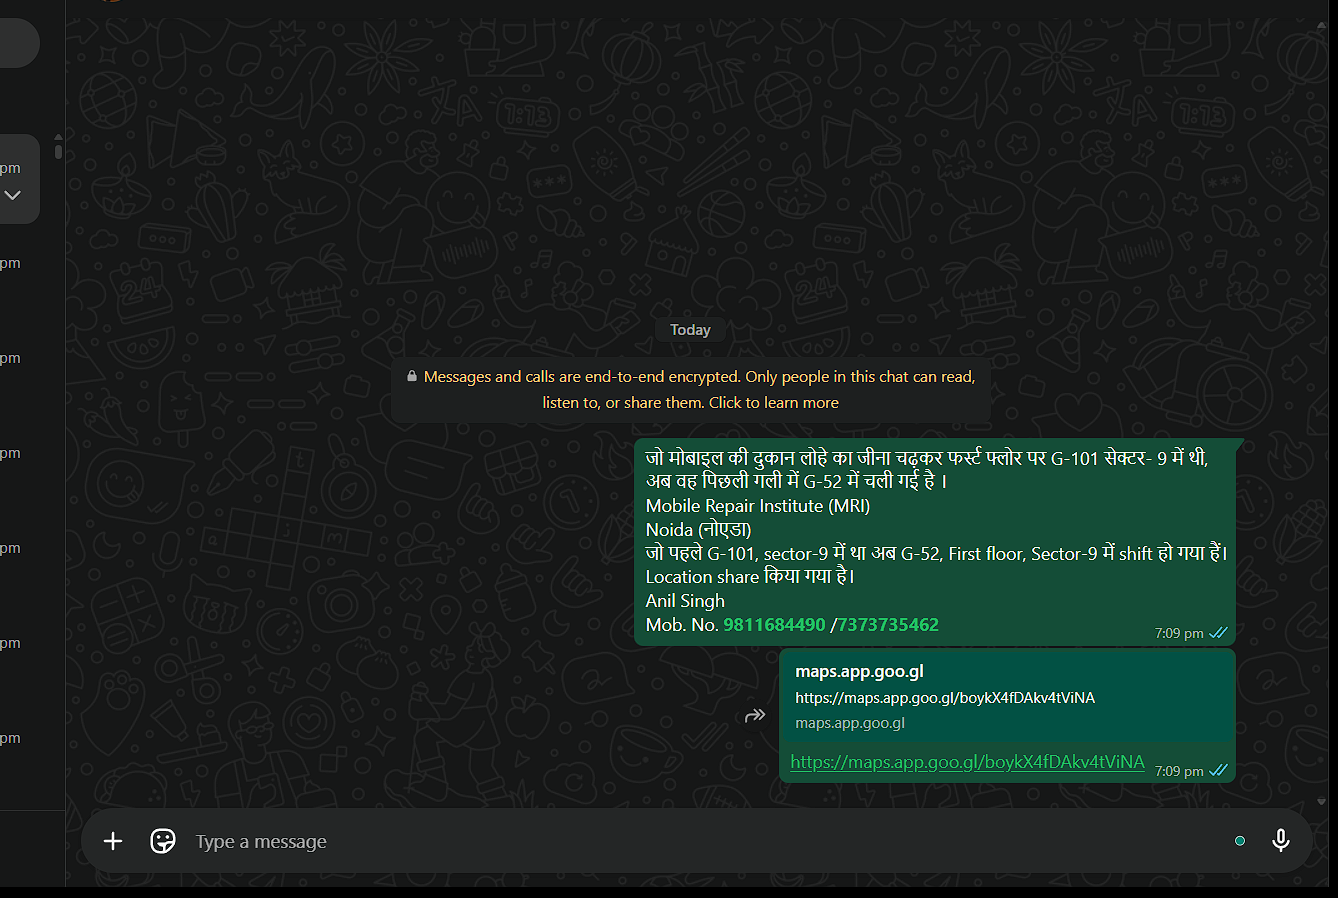 pm
pm
pm
pm
pm
pm
pm
Today
Messages and calls are end-to-end encrypted. Only people in this chat can read,
listen to, or share them. Click to learn more
जो मोबाइल की दुकान लोहे का जीना चढ़कर फर्स्ट फ्लोर पर G-101 सेक्टर- 9 में थी,
अब वह पिछली गली में G-52 में चली गई है ।
Mobile Repair Institute (MRI)
Noida (नोएडा)
जो पहले G-101, sector-9 में था अब G-52, First floor, Sector-9 में shift हो गया हैं।
Location share किया गया है।
Anil Singh
Mob. No. 9811684490 /7373735462
7:09 pm
maps.app.goo.gl
https://maps.app.goo.gl/boykX4fDAkv4tViNA
maps.app.goo.gl
https://maps.app.goo.gl/boykX4fDAkv4tViNA
7:09 pm
Type a message